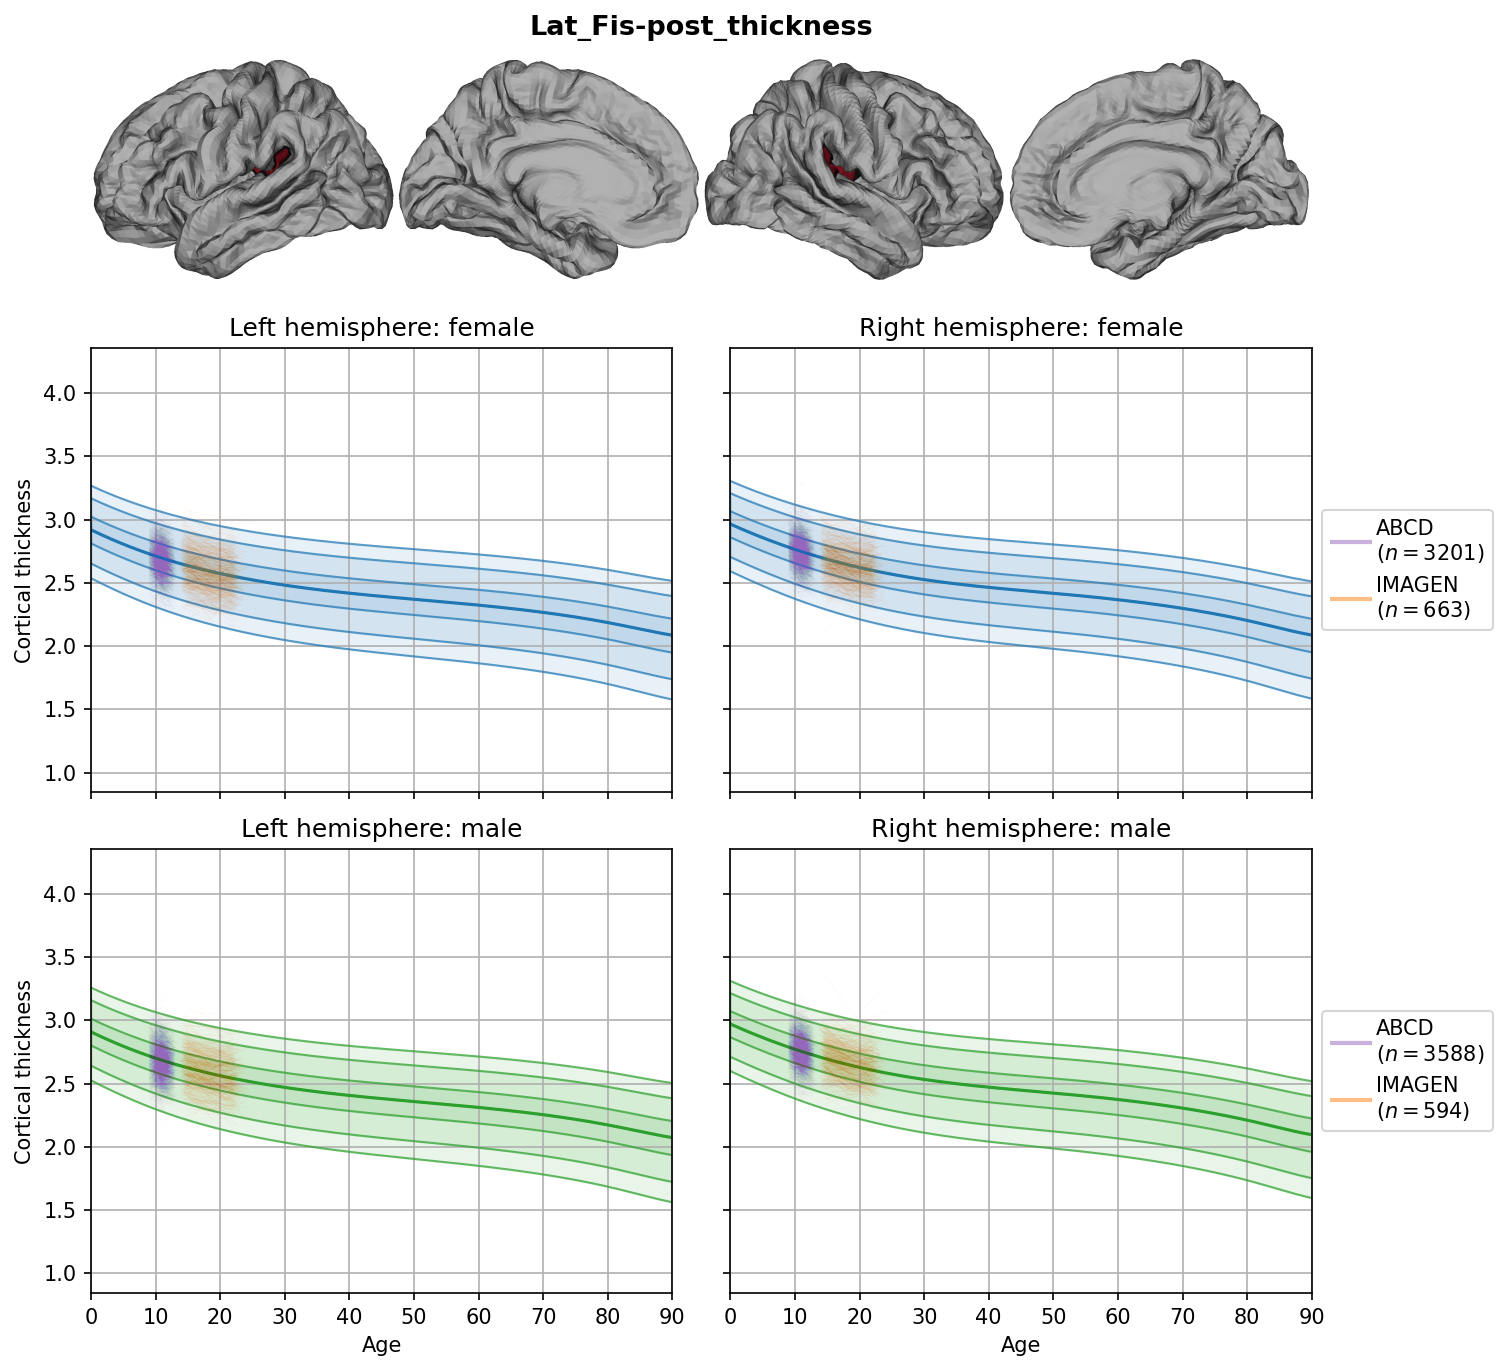 Lat_Fis-post_thickness
Left hemisphere: female
Right hemisphere: female
4.0
3.5
3.0
2.5
2.0
1.5
1.0
Cortical thickness
ABCD
(n = 3201)
IMAGEN
(n = 663)
Left hemisphere: male
Right hemisphere: male
4.0
3.5
3.0
2.5
2.0
1.5
1.0
Cortical thickness
ABCD
(n = 3588)
IMAGEN
(n = 594)
0 10 20 30 40 50 60 70 80 90
0 10 20 30 40 50 60 70 80 90
Age
Age